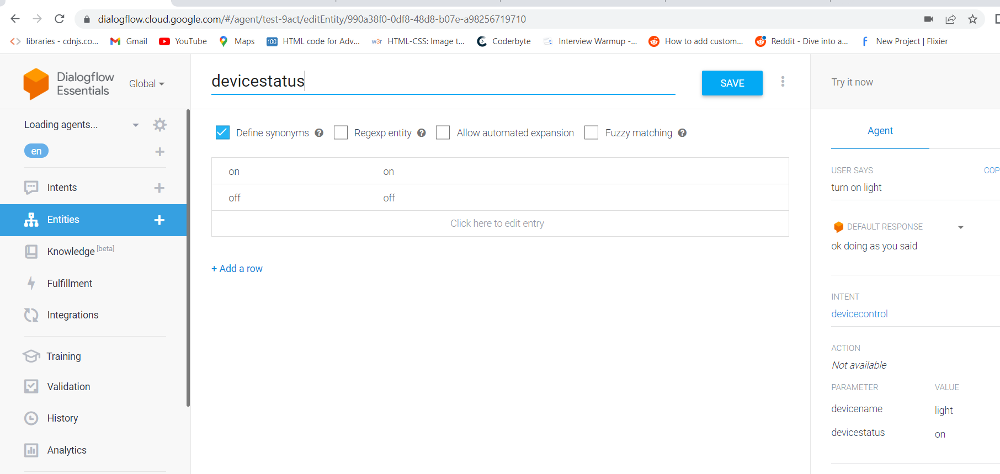 dialogflow.cloud.google.com/#/agent/test-9act/editEntity/990a38f0-0df8-48d8-b07e-a98256719710
libraries - cdnjs.co... Gmail YouTube Maps 100 HTML code for Adv... w3r HTML-CSS: Image t... Coderbyte Interview Warmup -... How to add custom... Reddit - Dive into a... New Project | Flixier
Dialogflow
Essentials
Global
Loading agents...
en
Intents
Entities
Knowledge [beta]
Fulfillment
Integrations
Training
Validation
History
Analytics
devicestatus
SAVE
Define synonyms ? Regexp entity ? Allow automated expansion Fuzzy matching ?
on on
off off
Click here to edit entry
+ Add a row
Try it now
Agent
USER SAYS COP
turn on light
DEFAULT RESPONSE
ok doing as you said
INTENT
devicecontrol
ACTION
Not available
PARAMETER VALUE
devicename light
devicestatus on